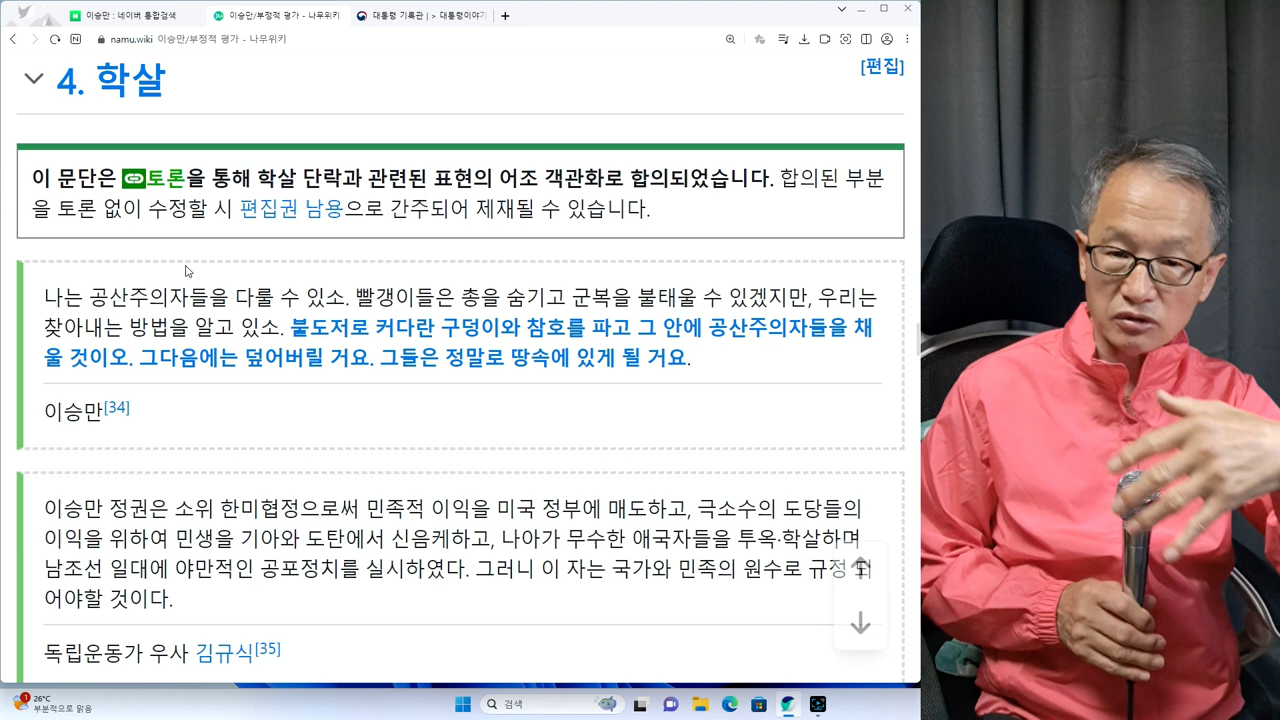 이승만 : 네이버 통합검색
이승만/부정적 평가 - 나무위키
대통령 기록관 | > 대통령이야기
namu.wiki 이승만/부정적 평가 - 나무위키
4. 학살
[편집]
이 문단은 토론을 통해 학살 단락과 관련된 표현의 어조 객관화로 합의되었습니다. 합의된 부분
을 토론 없이 수정할 시 편집권 남용으로 간주되어 제재될 수 있습니다.
나는 공산주의자들을 다룰 수 있소. 빨갱이들은 총을 숨기고 군복을 불태울 수 있겠지만, 우리는
찾아내는 방법을 알고 있소. 불도저로 커다란 구덩이와 참호를 파고 그 안에 공산주의자들을 채
울 것이오. 그다음에는 덮어버릴 거요. 그들은 정말로 땅속에 있게 될 거요.
이승만[34]
이승만 정권은 소위 한미협정으로써 민족적 이익을 미국 정부에 매도하고, 극소수의 도당들의
이익을 위하여 민생을 기아와 도탄에서 신음케하고, 나아가 무수한 애국자들을 투옥·학살하며
남조선 일대에 야만적인 공포정치를 실시하였다. 그러니 이 자는 국가와 민족의 원수로 규정 되
어야할 것이다.
독립운동가 우사 김규식[35]
1
26°C
부분적으로 맑음
검색